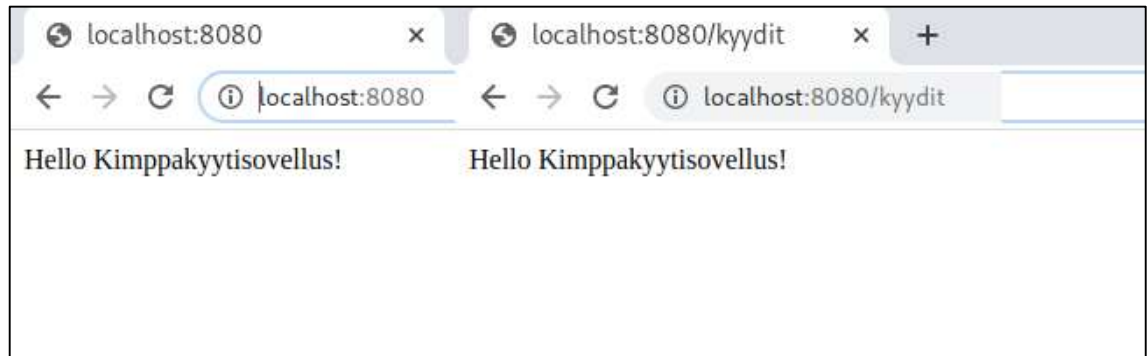 localhost:8080 × localhost:8080/kyydit × +
localhost:8080 localhost:8080/kyydit
Hello Kimppakyytisovellus! Hello Kimppakyytisovellus!